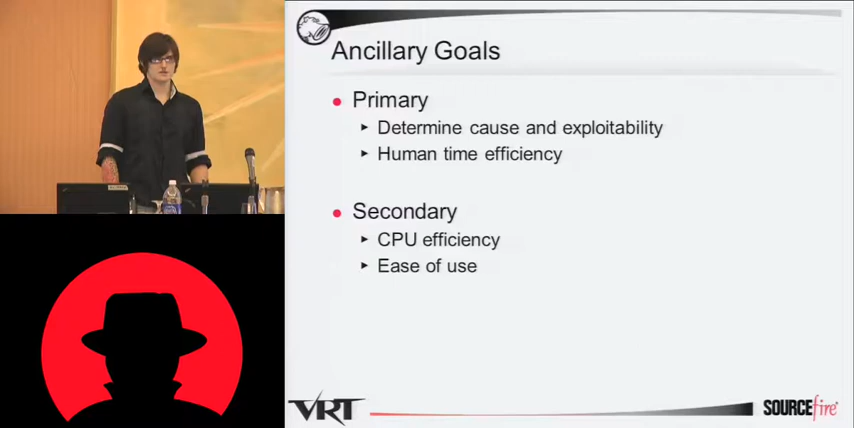 Ancillary Goals
Primary
Determine cause and exploitability
Human time efficiency
Secondary
CPU efficiency
Ease of use
VRT
SOURCEfire